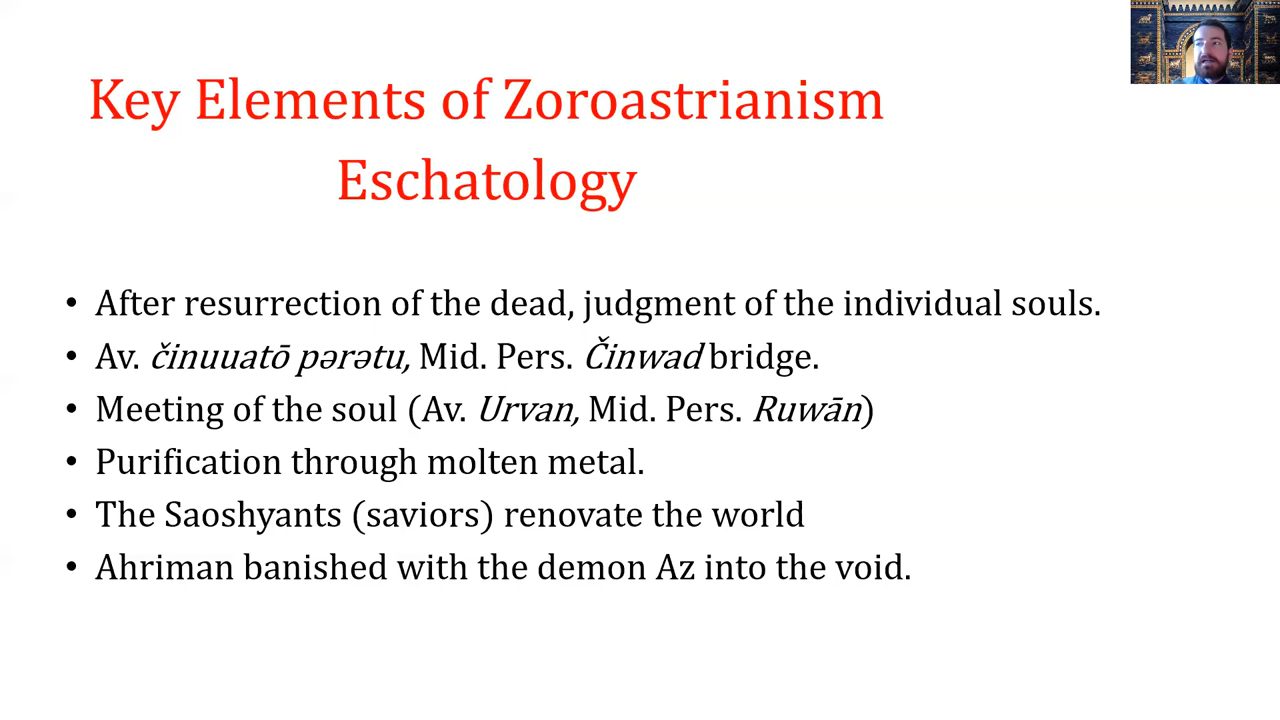 Key Elements of Zoroastrianism
Eschatology
• After resurrection of the dead, judgment of the individual souls.
• Av. činuuatō pərətu, Mid. Pers. Činwad bridge.
• Meeting of the soul (Av. Urvan, Mid. Pers. Ruwān)
• Purification through molten metal.
• The Saoshyants (saviors) renovate the world
• Ahriman banished with the demon Az into the void.